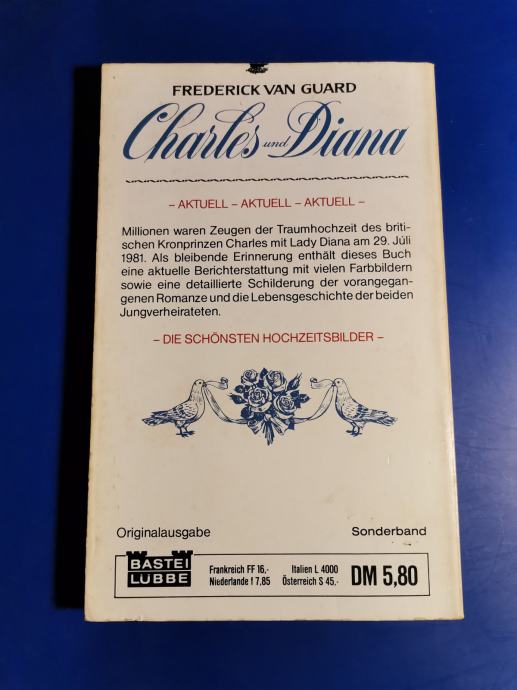 FREDERICK VAN GUARD
Charles und Diana
– AKTUELL – AKTUELL – AKTUELL –
Millionen waren Zeugen der Traumhochzeit des briti-
schen Kronprinzen Charles mit Lady Diana am 29. Júli
1981. Als bleibende Erinnerung enthält dieses Buch
eine aktuelle Berichterstattung mit vielen Farbbildern
sowie eine detaillierte Schilderung der vorangegan-
genen Romanze und die Lebensgeschichte der beiden
Jungverheirateten.
– DIE SCHÖNSTEN HOCHZEITSBILDER –
Originalausgabe Sonderband
BASTEI
LÜBBE
Frankreich FF 16,- Italien L 4000
Niederlande f 7,85 Österreich S 45,-
DM 5,80